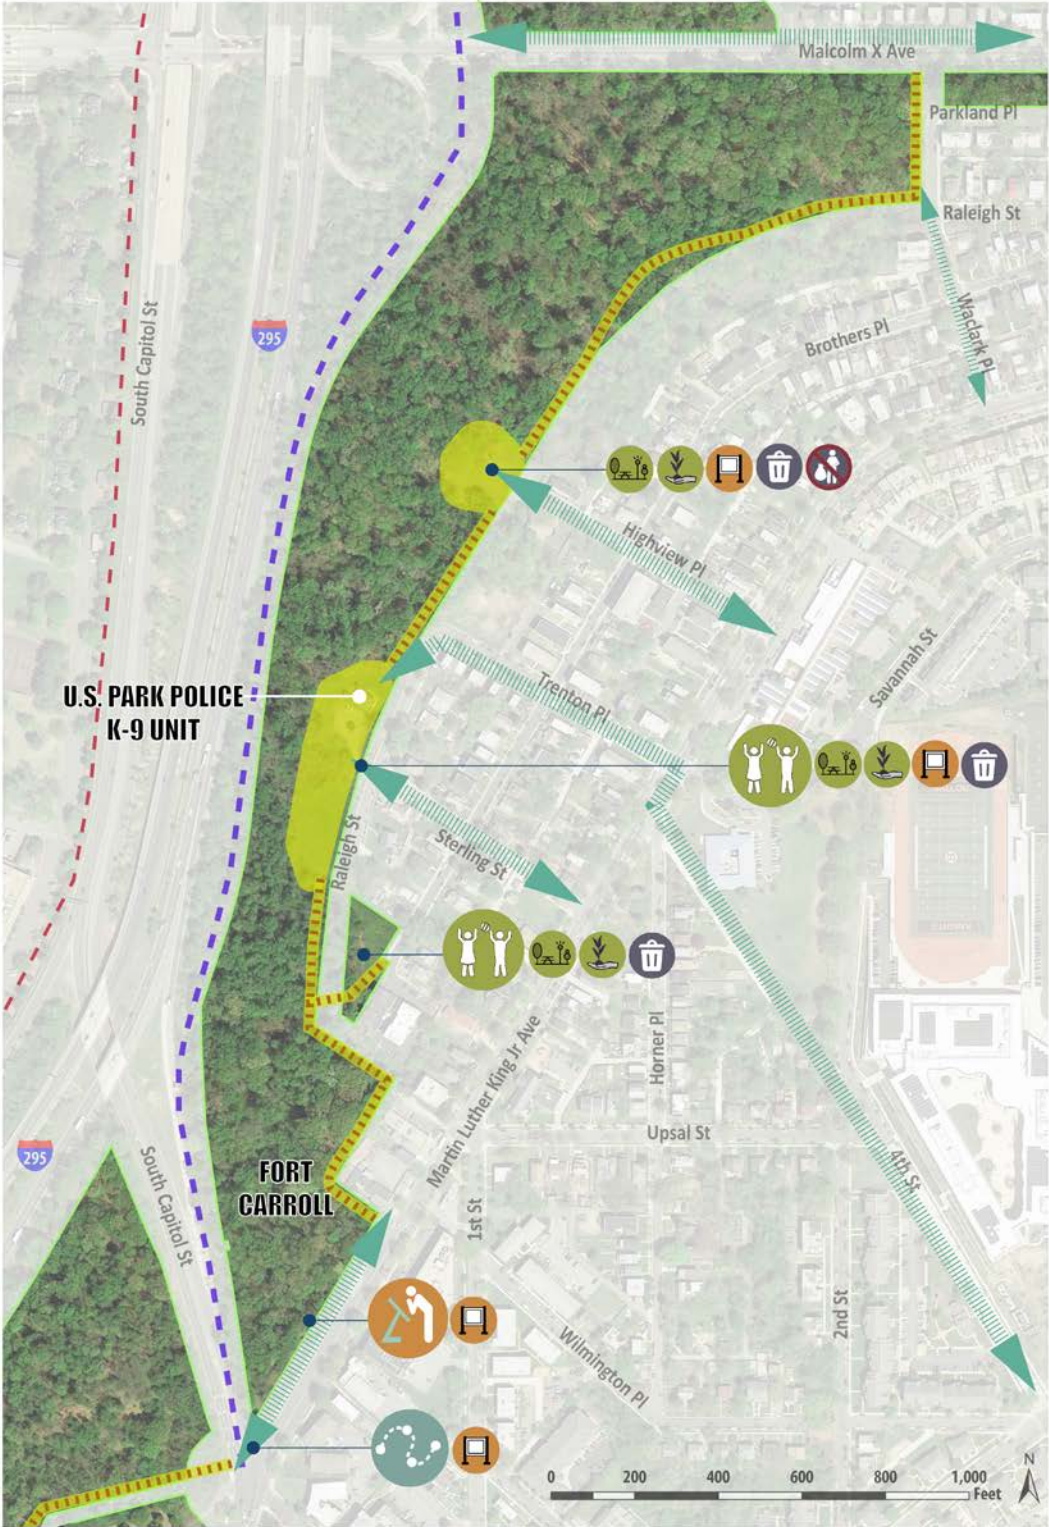 Malcolm X Ave
Parkland Pl
Raleigh St
South Capitol St
295
Waclark Pl
Brothers Pl
Highview Pl
Savannah St
U.S. PARK POLICE
K-9 UNIT
Trenton Pl
Raleigh St
Sterling St
Martin Luther King Jr Ave
Horner Pl
Upsal St
295
South Capitol St
FORT
CARROLL
1st St
4th St
2nd St
Wilmington Pl
N
0 200 400 600 800 1,000
Feet